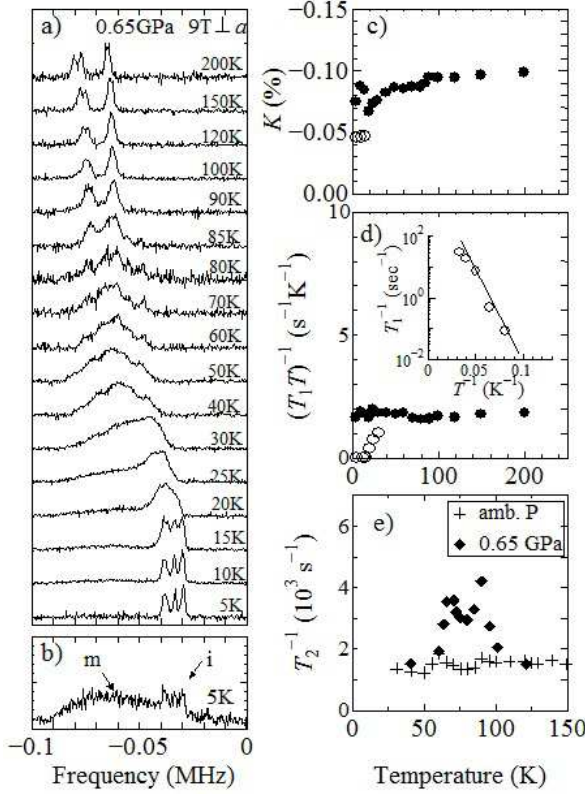 a) 0.65GPa 9T⊥a
200K
150K
120K
100K
90K
85K
80K
70K
60K
50K
40K
30K
25K
20K
15K
10K
5K
b)
m
i
5K
−0.1 −0.05 0
Frequency (MHz)
c)
−0.15
−0.10
−0.05
0.00
K (%)
d)
10
5
0
(T₁T)⁻¹ (s⁻¹K⁻¹)
10²
10⁰
10⁻²
T₁⁻¹ (sec⁻¹)
0 0.05 0.1
T⁻¹ (K⁻¹)
0 100 200
e)
amb. P
0.65 GPa
6
4
2
0
T₂⁻¹ (10³ s⁻¹)
0 50 100 150
Temperature (K)